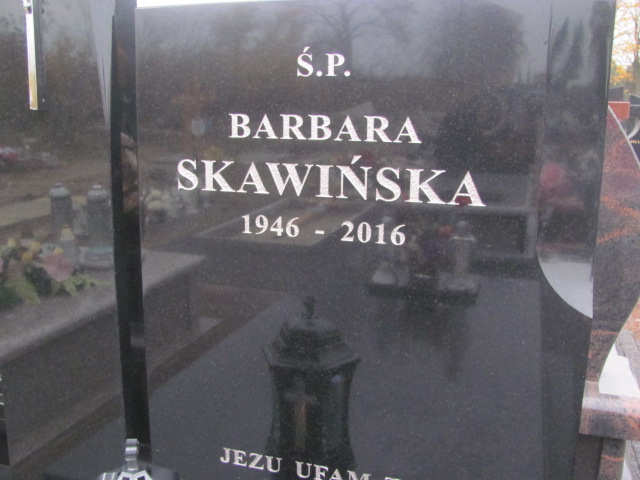 Ś.P.
BARBARA
SKAWIŃSKA
1946 - 2016
JEZU UFAM